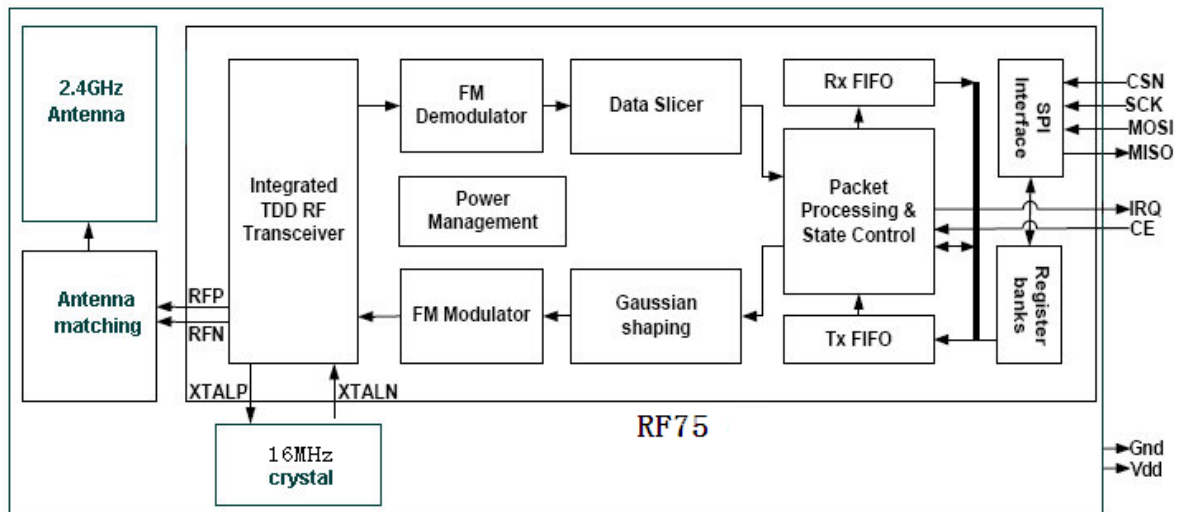 2.4GHz
Antenna
Antenna
matching
RFP
RFN
Integrated
TDD RF
Transceiver
XTALP
XTALN
16MHz
crystal
FM
Demodulator
Data Slicer
Power
Management
FM Modulator
Gaussian
shaping
Rx FIFO
Packet
Processing &
State Control
Tx FIFO
SPI
Interface
Register
banks
CSN
SCK
MOSI
MISO
IRQ
CE
RF75
Gnd
Vdd